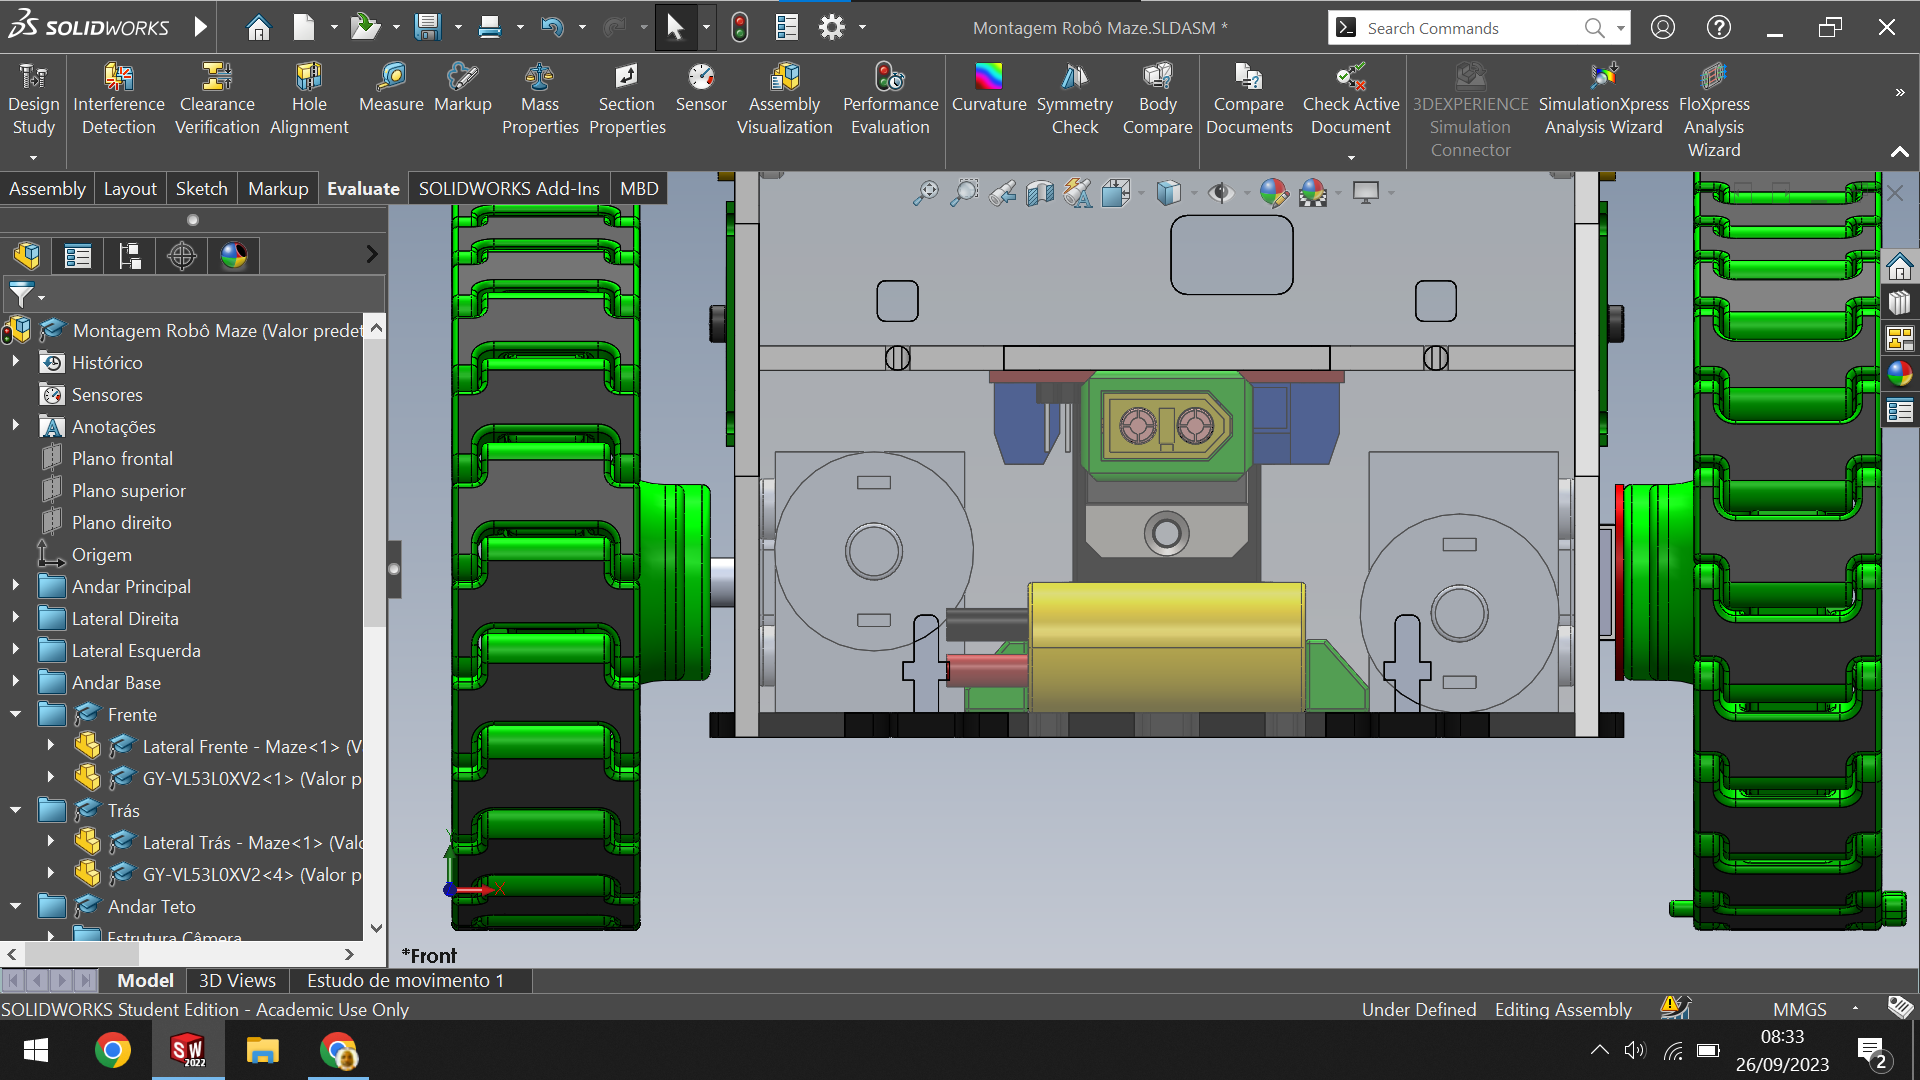 SOLIDWORKS
Montagem Robô Maze.SLDASM *
Search Commands
Design Study
Interference Detection
Clearance Verification
Hole Alignment
Measure
Markup
Mass Properties
Section Properties
Sensor
Assembly Visualization
Performance Evaluation
Curvature
Symmetry Check
Body Compare
Compare Documents
Check Active Document
3DEXPERIENCE Simulation Connector
SimulationXpress Analysis Wizard
FloXpress Analysis Wizard
Assembly
Layout
Sketch
Markup
Evaluate
SOLIDWORKS Add-Ins
MBD
Montagem Robô Maze (Valor predet
Histórico
Sensores
Anotações
Plano frontal
Plano superior
Plano direito
Origem
Andar Principal
Lateral Direita
Lateral Esquerda
Andar Base
Frente
Lateral Frente - Maze<1> (V
GY-VL53L0XV2<1> (Valor p
Trás
Lateral Trás - Maze<1> (Valo
GY-VL53L0XV2<4> (Valor p
Andar Teto
Estrutura Câmera
Y
X
*Front
Model
3D Views
Estudo de movimento 1
SOLIDWORKS Student Edition - Academic Use Only
Under Defined
Editing Assembly
MMGS
SW
2022
08:33
26/09/2023
2